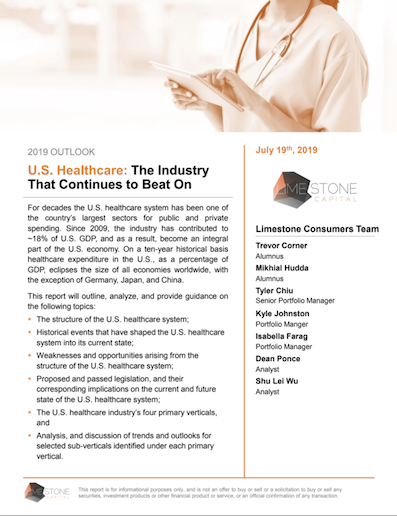 2019 OUTLOOK
U.S. Healthcare: The Industry
That Continues to Beat On
For decades the U.S. healthcare system has been one of
the country's largest sectors for public and private
spending. Since 2009, the industry has contributed to
~18% of U.S. GDP, and as a result, become an integral
part of the U.S. economy. On a ten-year historical basis
healthcare expenditure in the U.S., as a percentage of
GDP, eclipses the size of all economies worldwide, with
the exception of Germany, Japan, and China.
This report will outline, analyze, and provide guidance on
the following topics:
• The structure of the U.S. healthcare system;
• Historical events that have shaped the U.S. healthcare
system into its current state;
• Weaknesses and opportunities arising from the
structure of the U.S. healthcare system;
• Proposed and passed legislation, and their
corresponding implications on the current and future
state of the U.S. healthcare system;
• The U.S. healthcare industry's four primary verticals,
and
• Analysis, and discussion of trends and outlooks for
selected sub-verticals identified under each primary
vertical.
July 19th, 2019
LIMESTONE
CAPITAL
Limestone Consumers Team
Trevor Corner
Alumnus
Mikhial Hudda
Alumnus
Tyler Chiu
Senior Portfolio Manager
Kyle Johnston
Portfolio Manger
Isabella Farag
Portfolio Manager
Dean Ponce
Analyst
Shu Lei Wu
Analyst
LIMESTONE
CAPITAL
This report is for informational purposes only, and is not an offer to buy or sell or a solicitation to buy or sell any
securities, investment products or other financial product or service, or an official confirmation of any transaction.